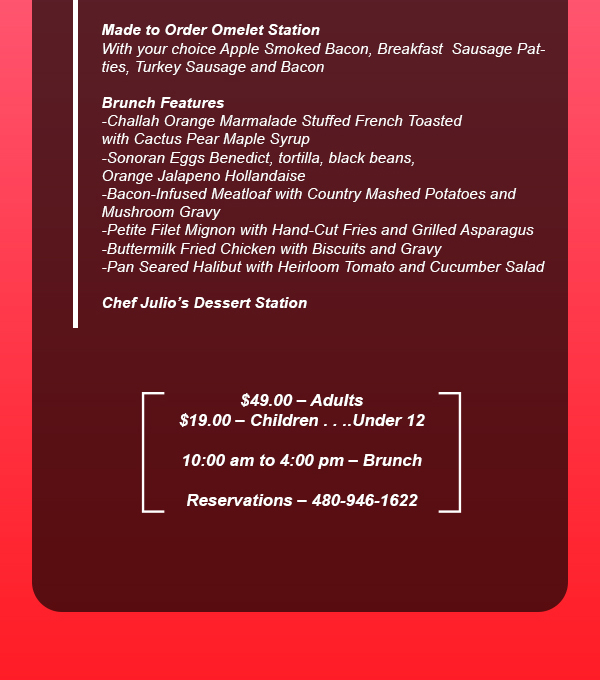 Made to Order Omelet Station
With your choice Apple Smoked Bacon, Breakfast  Sausage Pat-
ties, Turkey Sausage and Bacon
Brunch Features
-Challah Orange Marmalade Stuffed French Toasted
with Cactus Pear Maple Syrup
-Sonoran Eggs Benedict, tortilla, black beans,
Orange Jalapeno Hollandaise
-Bacon-Infused Meatloaf with Country Mashed Potatoes and
Mushroom Gravy
-Petite Filet Mignon with Hand-Cut Fries and Grilled Asparagus
-Buttermilk Fried Chicken with Biscuits and Gravy
-Pan Seared Halibut with Heirloom Tomato and Cucumber Salad
Chef Julio’s Dessert Station
$49.00 – Adults
$19.00 – Children . . ..Under 12
10:00 am to 4:00 pm – Brunch
Reservations – 480-946-1622